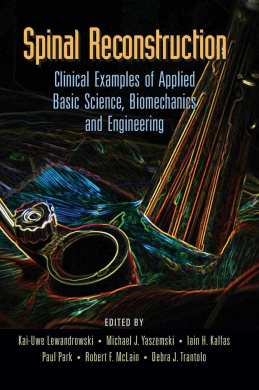 Spinal Reconstruction
Clinical Examples of Applied
Basic Science, Biomechanics
and Engineering
EDITED BY
Kai-Uwe Lewandrowski • Michael J. Yaszemski • Iain H. Kalfas
Paul Park • Robert F. McLain • Debra J. Trantolo